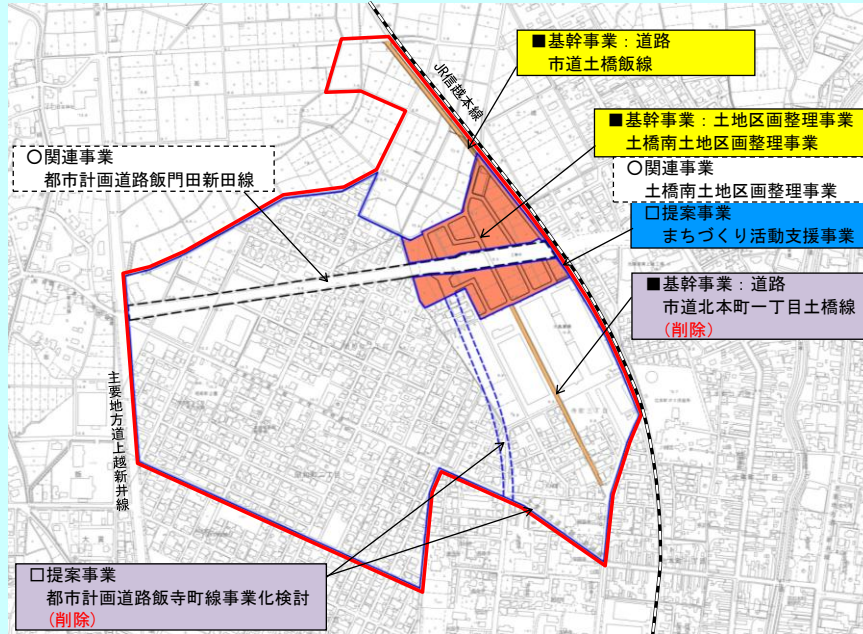 ■基幹事業：道路
市道土橋飯線
JR信越本線
■基幹事業：土地区画整理事業
土橋南土地区画整理事業
〇関連事業
都市計画道路飯門田新田線
〇関連事業
土橋南土地区画整理事業
□提案事業
まちづくり活動支援事業
■基幹事業：道路
市道北本町一丁目土橋線
(削除)
主要地方道上越新井線
□提案事業
都市計画道路飯寺町線事業化検討
(削除)